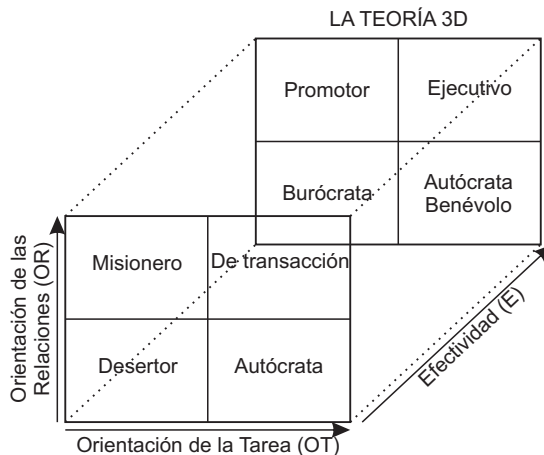 LA TEORÍA 3D
Promotor
Ejecutivo
Burócrata
Autócrata
Benévolo
Misionero
De transacción
Desertor
Autócrata
Orientación de las
Relaciones (OR)
Orientación de la Tarea (OT)
Efectividad (E)